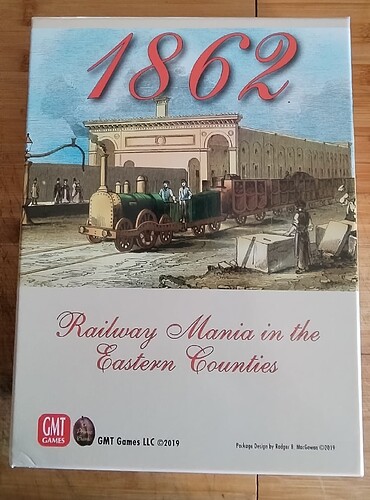 1862
Railway Mania in the
Eastern Counties
GMT
GAMES
GMT Games LLC ©2019
Package Design by Rodger B. MacGowan ©2019